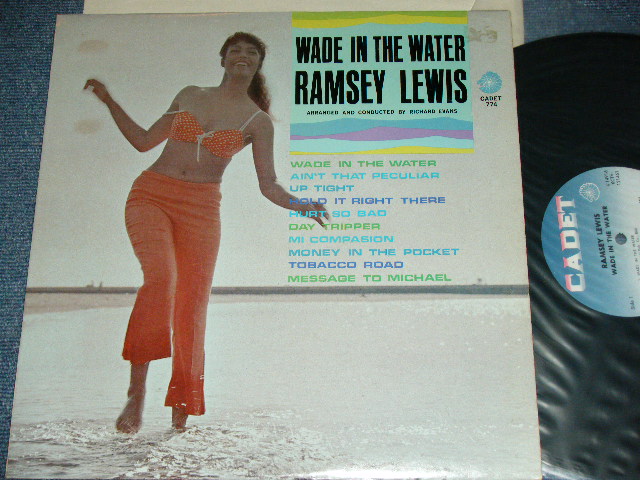 WADE IN THE WATER
RAMSEY LEWIS
ARRANGED AND CONDUCTED BY RICHARD EVANS
CADET
774
WADE IN THE WATER
AIN'T THAT PECULIAR
UP TIGHT
HOLD IT RIGHT THERE
HURT SO BAD
DAY TRIPPER
MI COMPASION
MONEY IN THE POCKET
TOBACCO ROAD
MESSAGE TO MICHAEL
CADET
RAMSEY LEWIS
WADE IN THE WATER